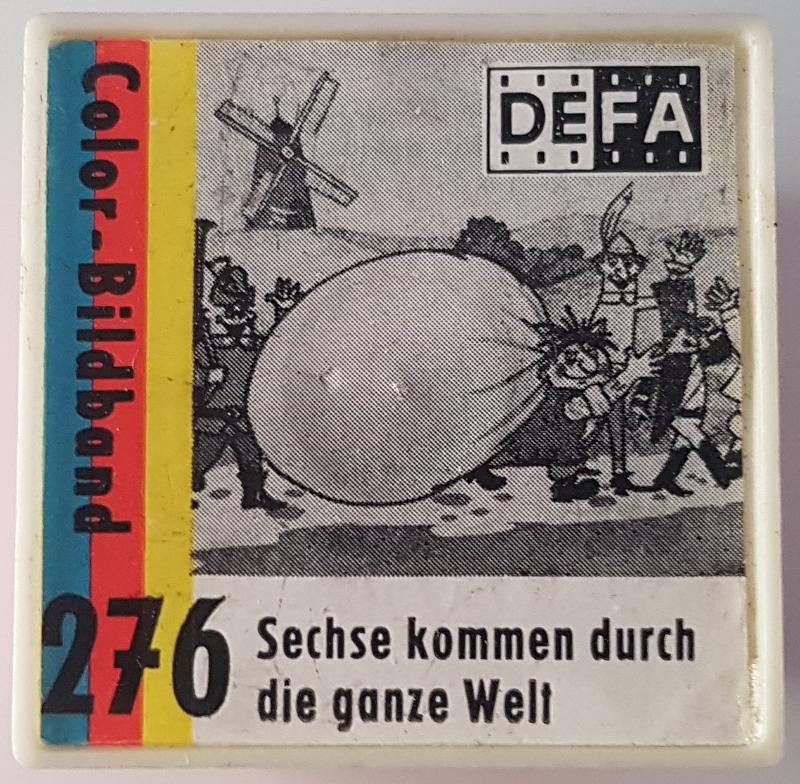 DEFA
Color-Bildband
276
Sechse kommen durch
die ganze Welt